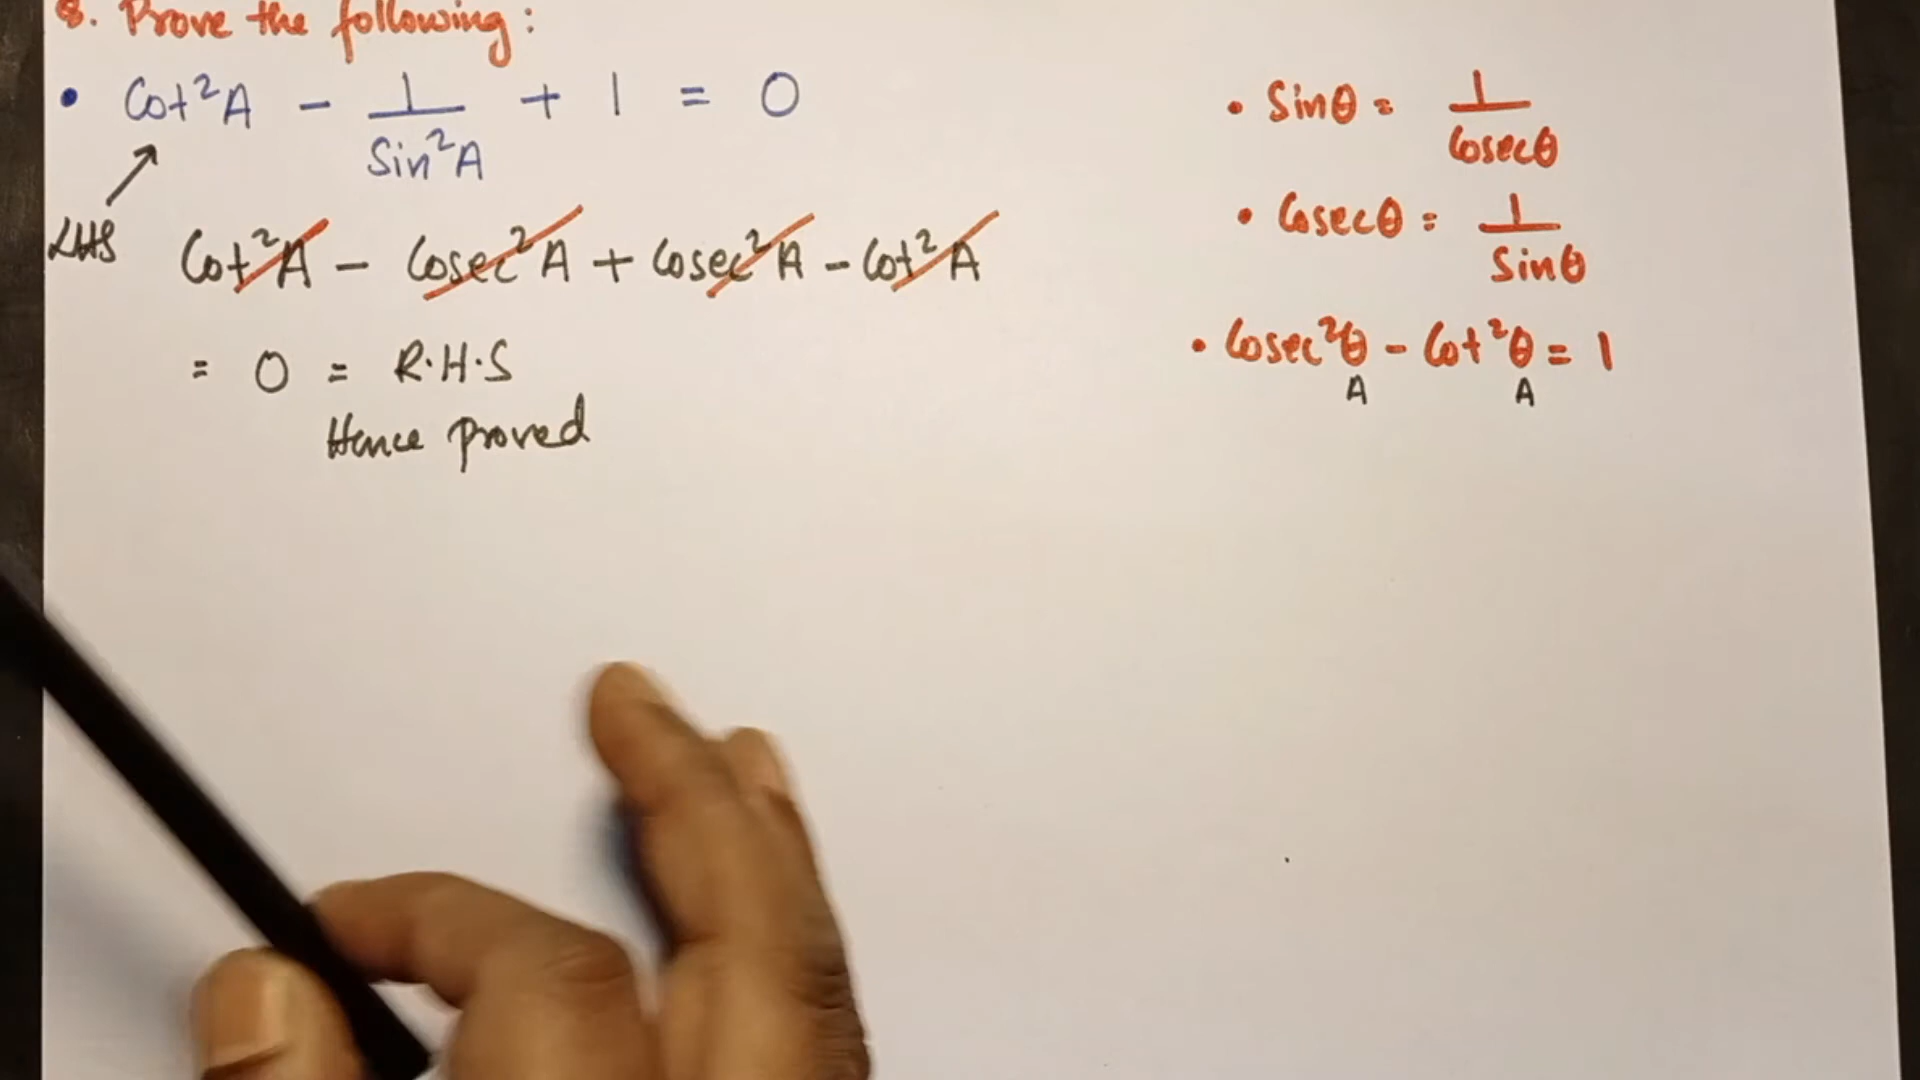 8. Prove the following:
• Cot²A - 1/Sin²A + 1 = 0
LHS
Cot²A - Cosec²A + Cosec²A - Cot²A
= 0 = R.H.S
Hence proved
• Sinθ = 1/Cosecθ
• Cosecθ = 1/Sinθ
• Cosec²θ - Cot²θ = 1
A A